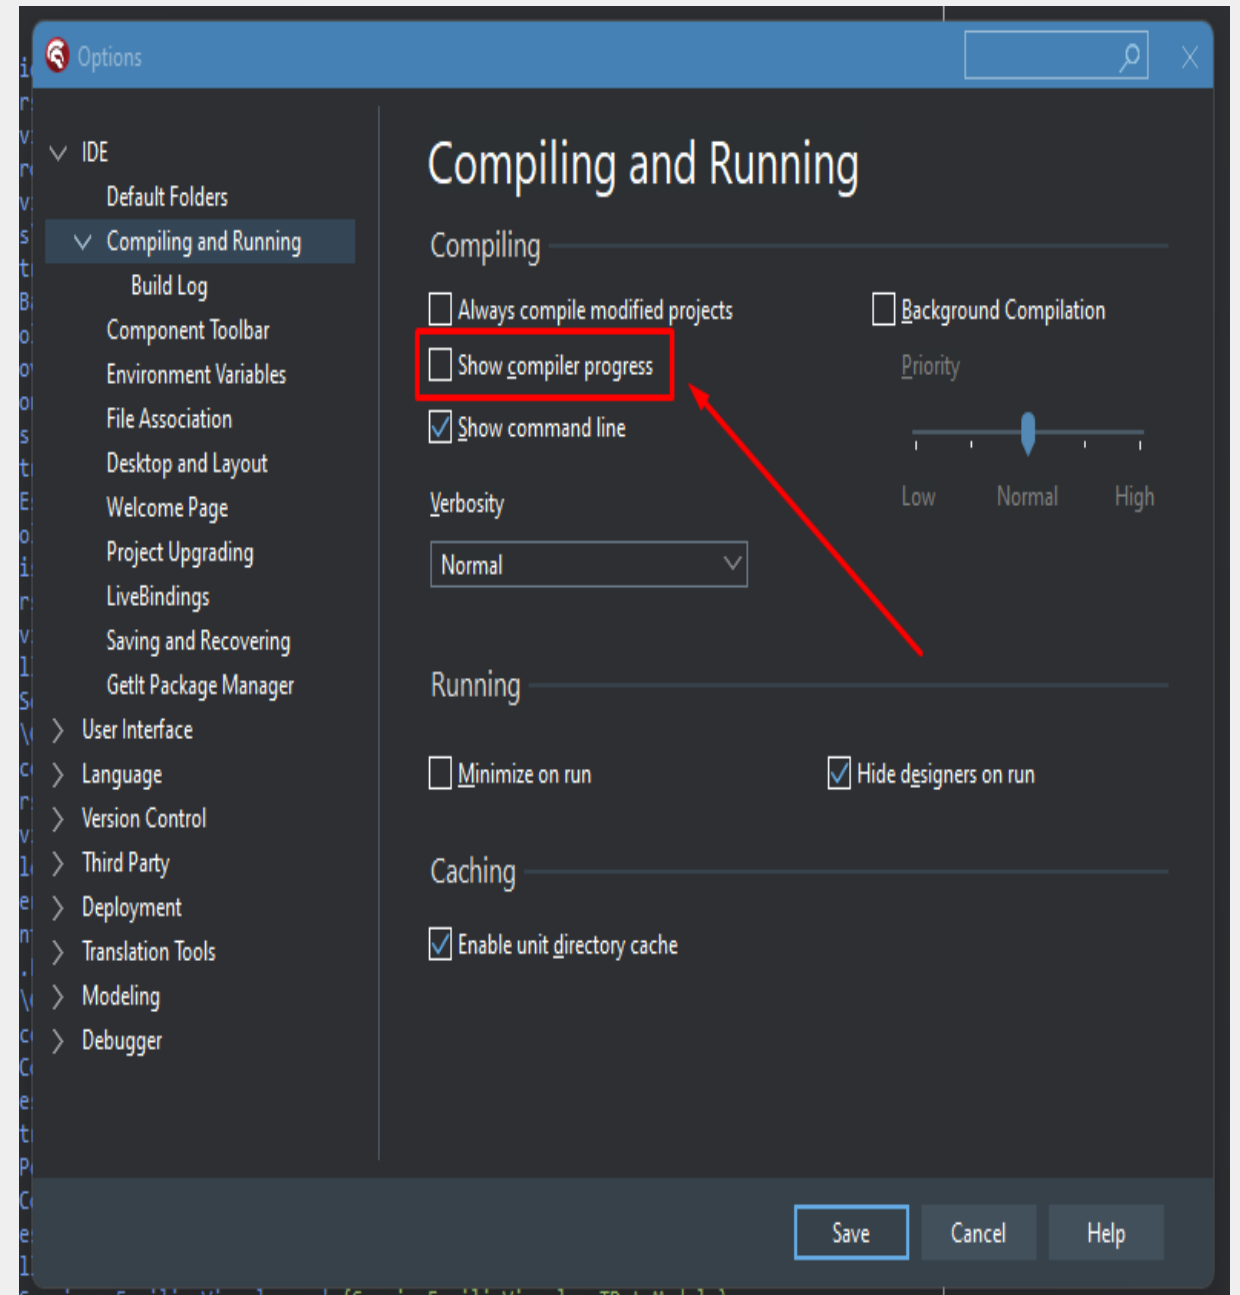 Options
IDE
Default Folders
Compiling and Running
Build Log
Component Toolbar
Environment Variables
File Association
Desktop and Layout
Welcome Page
Project Upgrading
LiveBindings
Saving and Recovering
GetIt Package Manager
User Interface
Language
Version Control
Third Party
Deployment
Translation Tools
Modeling
Debugger
Compiling and Running
Compiling
Always compile modified projects
Background Compilation
Show compiler progress
Priority
Show command line
Low Normal High
Verbosity
Normal
Running
Minimize on run
Hide designers on run
Caching
Enable unit directory cache
Save Cancel Help